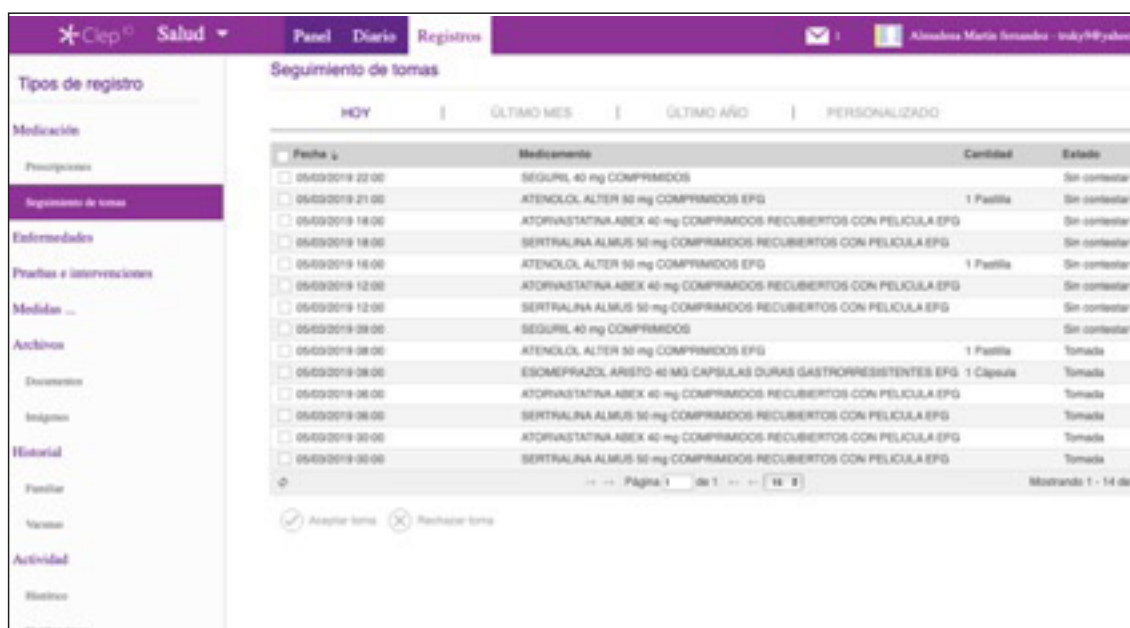 Clep Salud
Panel Diario Registros
Tipos de registro
Medicación
Prescripciones
Seguimiento de tomas
Enfermedades
Pruebas e intervenciones
Medidas ...
Archivos
Documentos
Imágenes
Historial
Familiar
Vacunas
Actividad
Histórico
Seguimiento de tomas
HOY | ÚLTIMO MES | ÚLTIMO AÑO | PERSONALIZADO
Fecha Medicamento Cantidad Estado
05/03/2019 22:00 SEGURIL 40 mg COMPRIMIDOS Sin contestar
05/03/2019 21:00 ATENOLOL ALTER 50 mg COMPRIMIDOS EFG 1 Pastilla Sin contestar
05/03/2019 18:00 ATORVASTATINA ABEX 40 mg COMPRIMIDOS RECUBIERTOS CON PELICULA EFG Sin contestar
05/03/2019 18:00 SERTRALINA ALMUS 50 mg COMPRIMIDOS RECUBIERTOS CON PELICULA EFG Sin contestar
05/03/2019 16:00 ATENOLOL ALTER 50 mg COMPRIMIDOS EFG 1 Pastilla Sin contestar
05/03/2019 12:00 ATORVASTATINA ABEX 40 mg COMPRIMIDOS RECUBIERTOS CON PELICULA EFG Sin contestar
05/03/2019 12:00 SERTRALINA ALMUS 50 mg COMPRIMIDOS RECUBIERTOS CON PELICULA EFG Sin contestar
05/03/2019 09:00 SEGURIL 40 mg COMPRIMIDOS Sin contestar
05/03/2019 08:00 ATENOLOL ALTER 50 mg COMPRIMIDOS EFG 1 Pastilla Tomada
05/03/2019 08:00 ESOMEPRAZOL ARISTO 40 MG CAPSULAS DURAS GASTRORRESISTENTES EFG 1 Cápsula Tomada
05/03/2019 06:00 ATORVASTATINA ABEX 40 mg COMPRIMIDOS RECUBIERTOS CON PELICULA EFG Tomada
05/03/2019 06:00 SERTRALINA ALMUS 50 mg COMPRIMIDOS RECUBIERTOS CON PELICULA EFG Tomada
05/03/2019 00:00 ATORVASTATINA ABEX 40 mg COMPRIMIDOS RECUBIERTOS CON PELICULA EFG Tomada
05/03/2019 00:00 SERTRALINA ALMUS 50 mg COMPRIMIDOS RECUBIERTOS CON PELICULA EFG Tomada
Página 1 de 1 Mostrando 1 - 14 de
Aceptar toma Rechazar toma